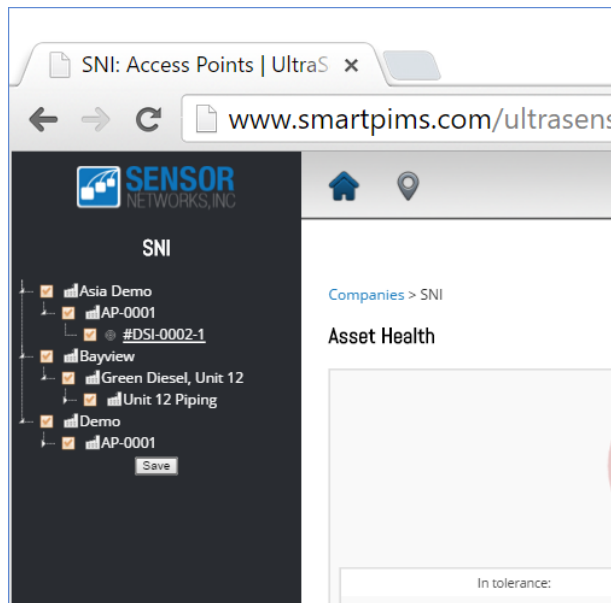 SNI: Access Points | UltraS
www.smartpims.com/ultrasens
SENSOR
NETWORKS, INC
SNI
Asia Demo
AP-0001
#DSI-0002-1
Bayview
Green Diesel, Unit 12
Unit 12 Piping
Demo
AP-0001
Save
Companies > SNI
Asset Health
In tolerance: